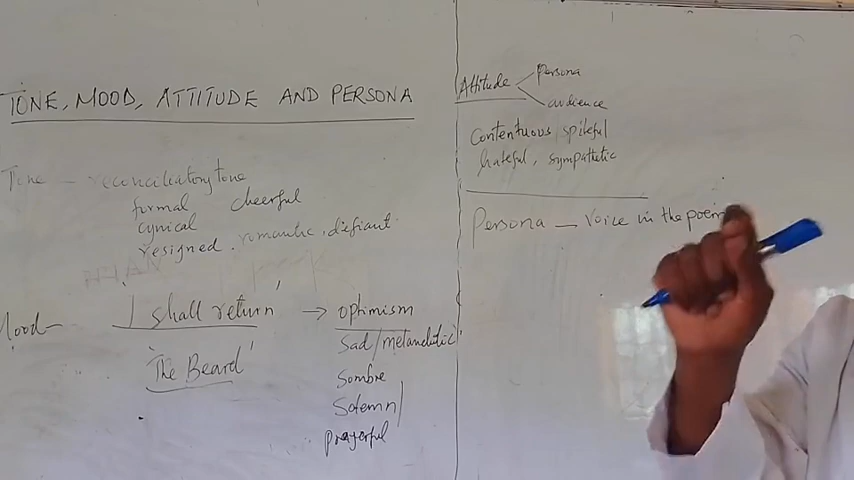 TONE, MOOD, ATTITUDE AND PERSONA
Tone — reconciliatory tone
formal cheerful
cynical
resigned. romantic. defiant.
Mood - 'I shall return' → optimism
'The Beard' sad/melancholic
Sombre
Solemn/
prayerful
Attitude persona
audience
Contentuous spiteful
hateful, sympathetic
Persona — Voice in the poem